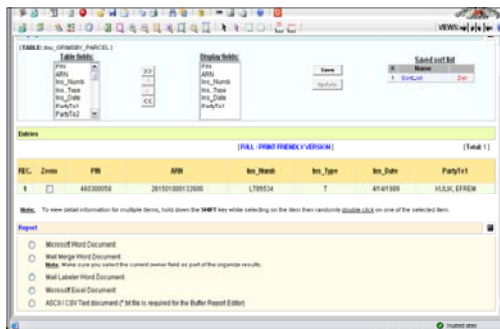 VIEWS:
(TABLE: ims_GRIMSBY_PARCEL)
Table fields:
Display fields:
Saved sort list
PIN
ARN
Ins_Numb
Ins_Type
Ins_Date
PartyTo1
PartyTo2
>>
>
<
<<
PIN
ARN
Ins_Numb
Ins_Type
Ins_Date
PartyTo1
Save
Update
# Name
1 SortList Del
Entries
[FULL / PRINT FRIENDLY VERSION] [Total: 1]
REC. Zoom PIN ARN Ins_Numb Ins_Type Ins_Date PartyTo1
1 460300050 261501000132600 LT85534 T 4/14/1989 KULIK, EFREM
Note: To view detail information for multiple items, hold down the SHIFT key while selecting on the item then randomly double click on one of the selected item.
Report
Microsoft Word Document
Mail Merge Word Document
Note: Make sure you select the current owner field as part of the organize results.
Mail Labeler Word Document
Microsoft Excel Document
ASCII / CSV Text document (*.txt file is required for the Buffer Report Editor)
Trusted sites